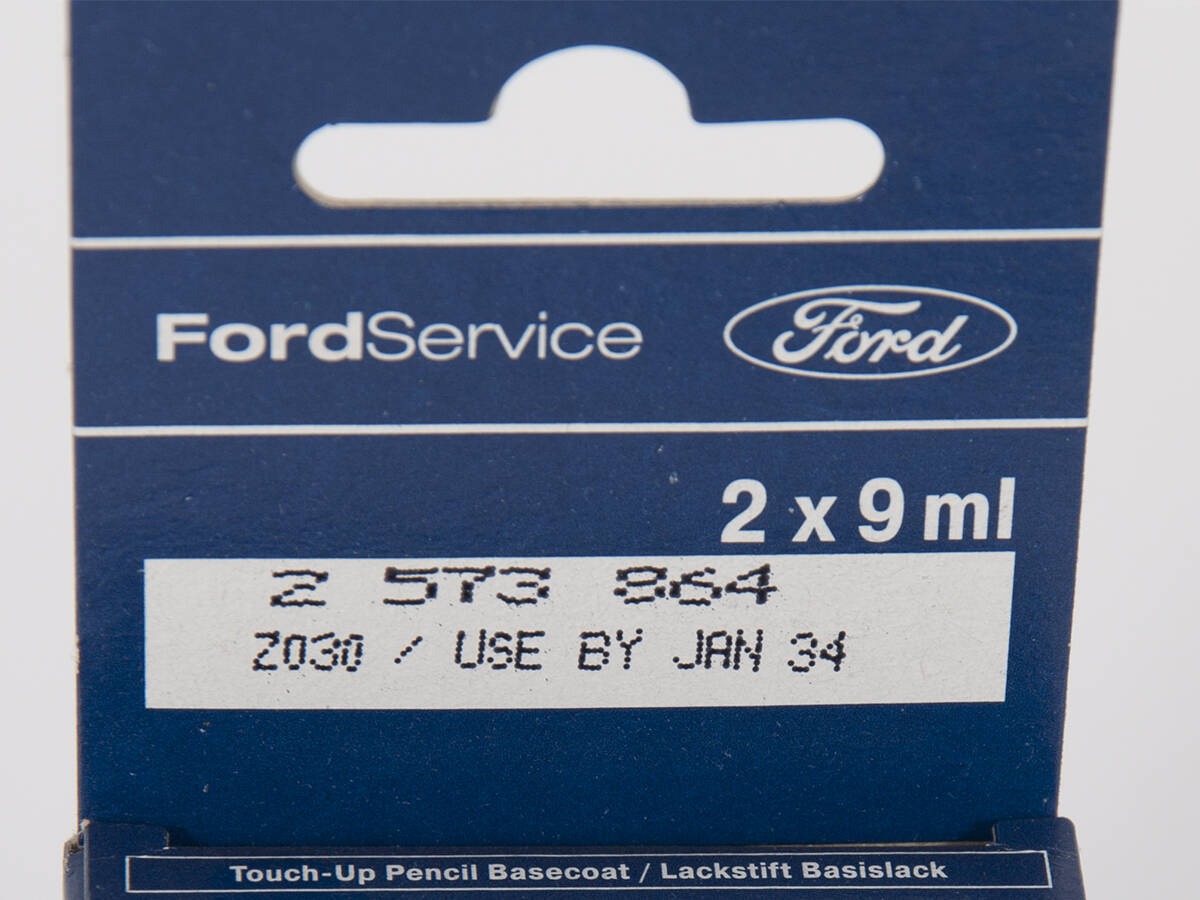 FordService Ford
2 x 9 ml
2 573 864
Z030 / USE BY JAN 34
Touch-Up Pencil Basecoat / Lackstift Basislack